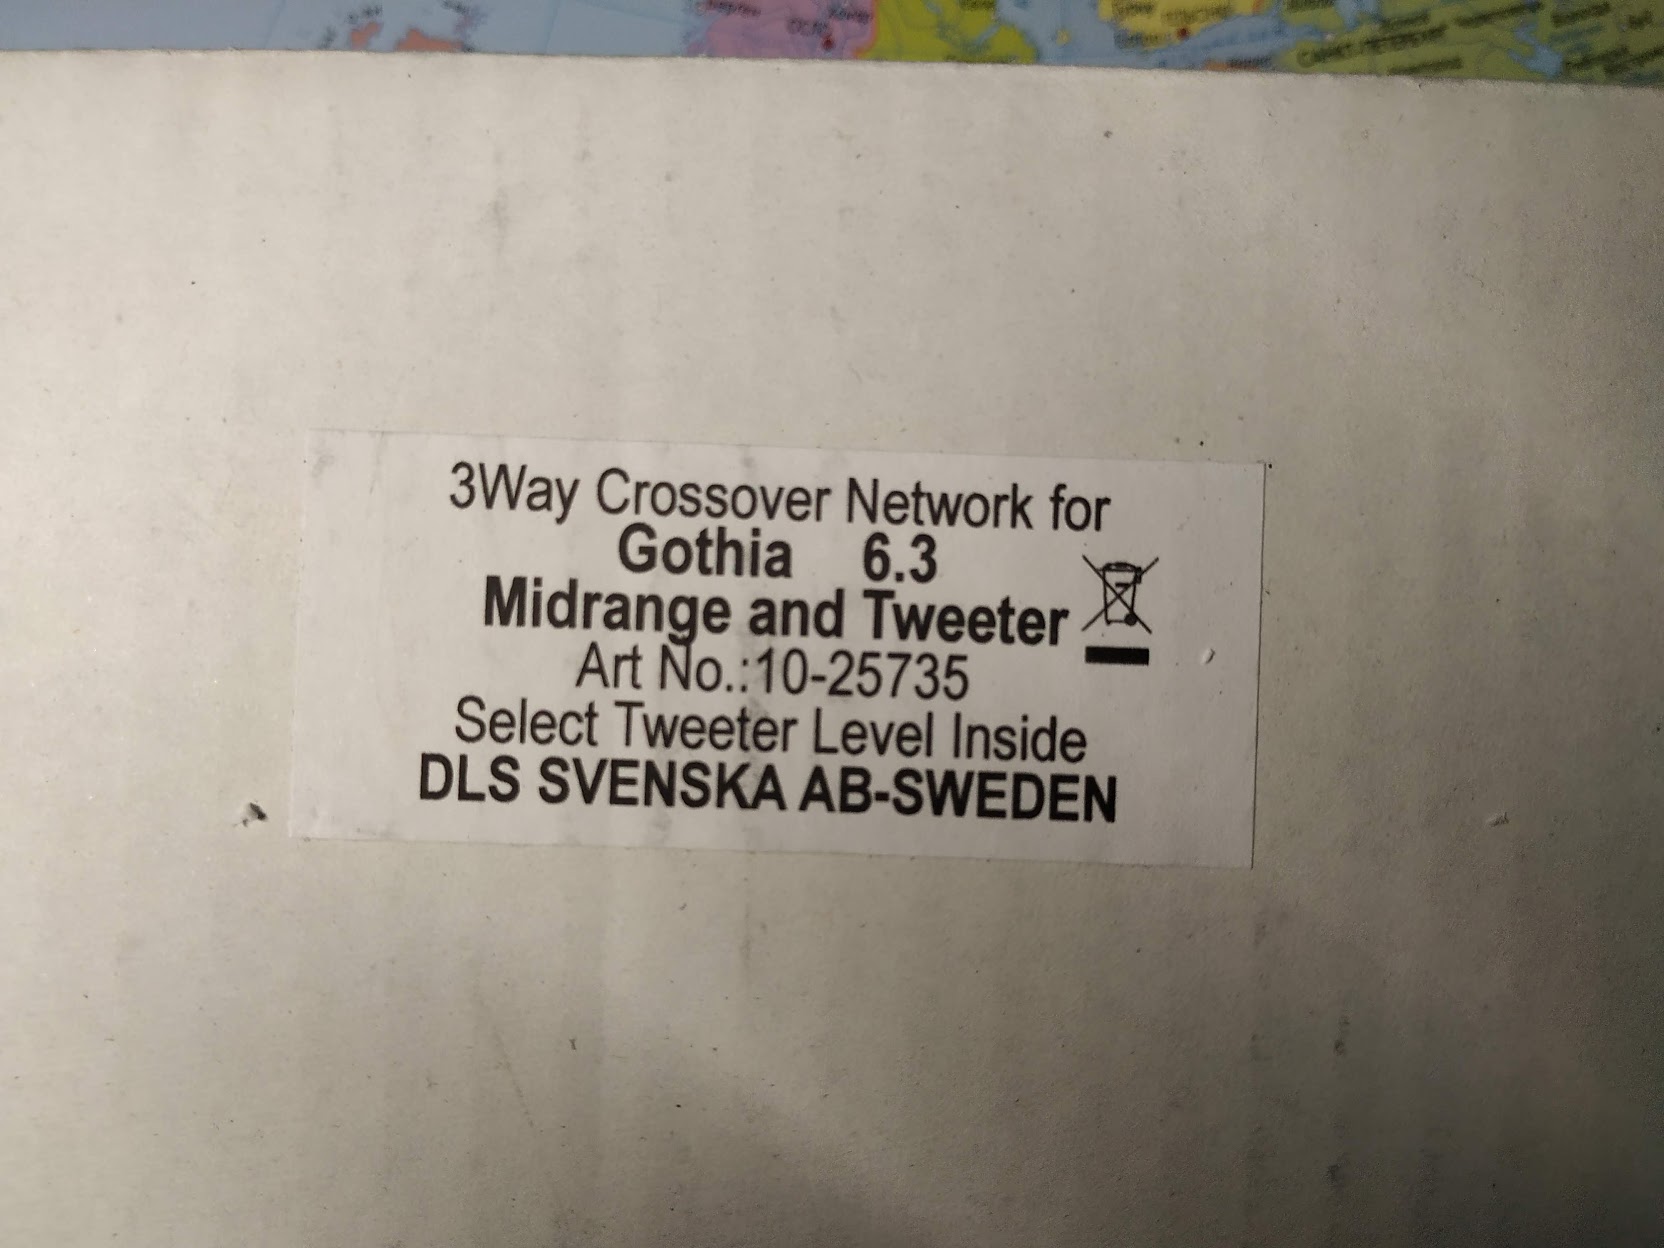 3Way Crossover Network for
Gothia 6.3
Midrange and Tweeter
Art No.:10-25735
Select Tweeter Level Inside
DLS SVENSKA AB-SWEDEN